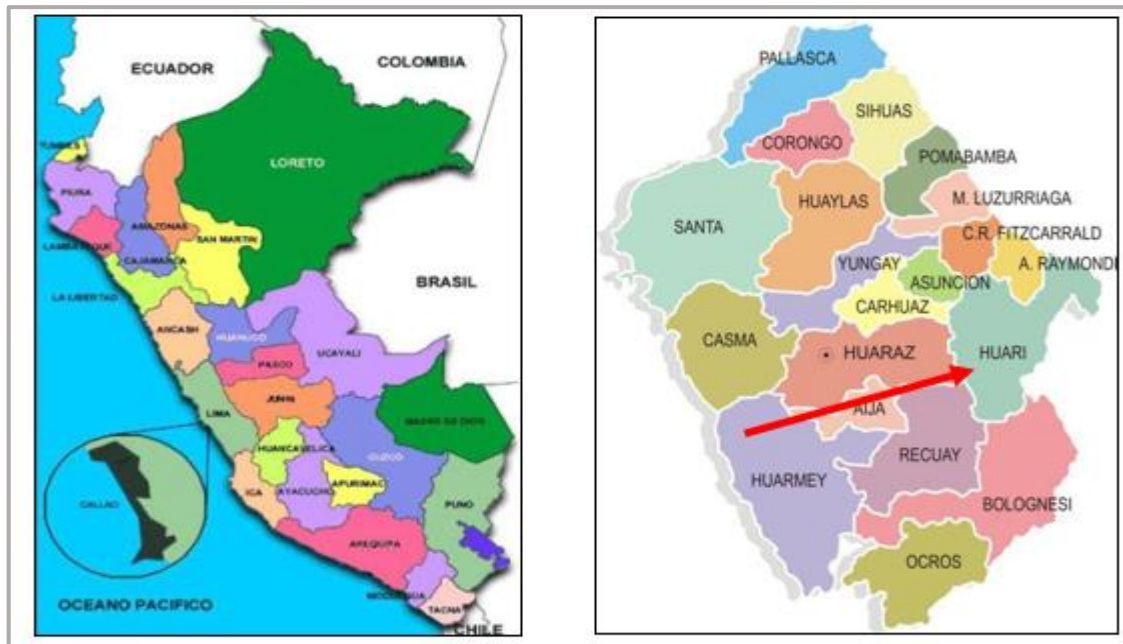 ECUADOR
COLOMBIA
TUMBES
LORETO
PIURA
AMAZONAS
LAMBAYEQUE
SAN MARTIN
CAJAMARCA
BRASIL
LA LIBERTAD
ANCASH
HUANUCO
UCAYALI
PASCO
LIMA
JUNIN
MADRE DE DIOS
HUANCAVELICA
CUZCO
CALLAO
ICA
AYACUCHO
APURIMAC
PUNO
AREQUIPA
OCEANO PACIFICO
MOQUEGUA
TACNA
CHILE
PALLASCA
SIHUAS
CORONGO
POMABAMBA
HUAYLAS
M. LUZURRIAGA
SANTA
C.R. FITZCARRALD
YUNGAY
A. RAYMONDI
ASUNCION
CARHUAZ
CASMA
HUARAZ
HUARI
AIJA
RECUAY
HUARMEY
BOLOGNESI
OCROS